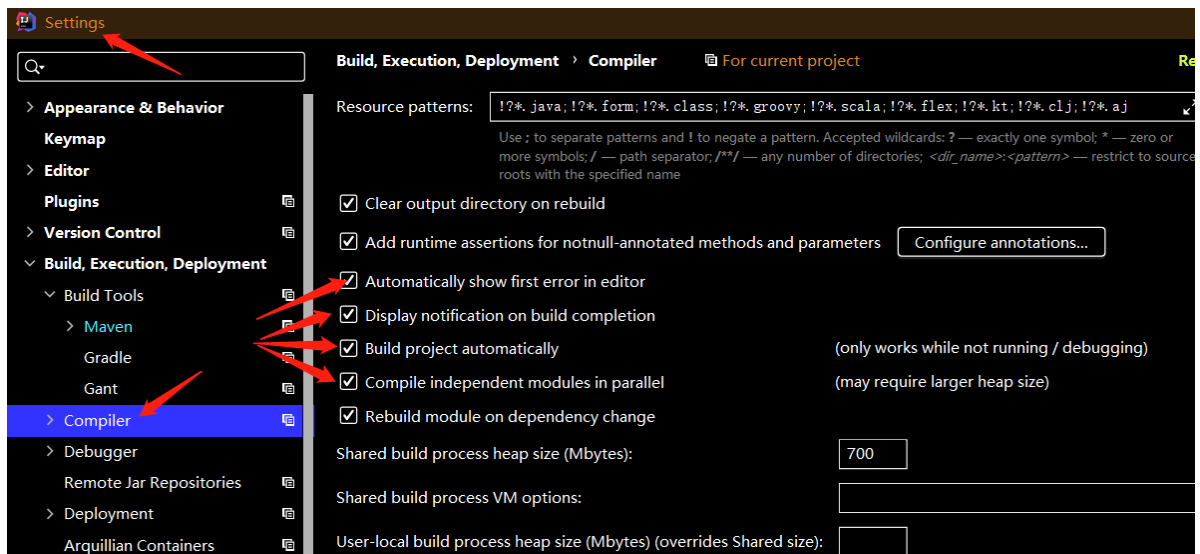 Settings
Build, Execution, Deployment › Compiler For current project Re
Appearance & Behavior
Resource patterns: !?*.java;!?*.form;!?*.class;!?*.groovy;!?*.scala;!?*.flex;!?*.kt;!?*.clj;!?*.aj
Keymap
Use ; to separate patterns and ! to negate a pattern. Accepted wildcards: ? — exactly one symbol; * — zero or
more symbols; / — path separator; /**/ — any number of directories; <dir_name>:<pattern> — restrict to source
roots with the specified name
Editor
Plugins
Clear output directory on rebuild
Version Control
Add runtime assertions for notnull-annotated methods and parameters Configure annotations...
Build, Execution, Deployment
Automatically show first error in editor
Build Tools
Display notification on build completion
Maven
Build project automatically (only works while not running / debugging)
Gradle
Compile independent modules in parallel (may require larger heap size)
Gant
Rebuild module on dependency change
Compiler
Debugger
Shared build process heap size (Mbytes): 700
Remote Jar Repositories
Shared build process VM options:
Deployment
Arquillian Containers
User-local build process heap size (Mbytes) (overrides Shared size):